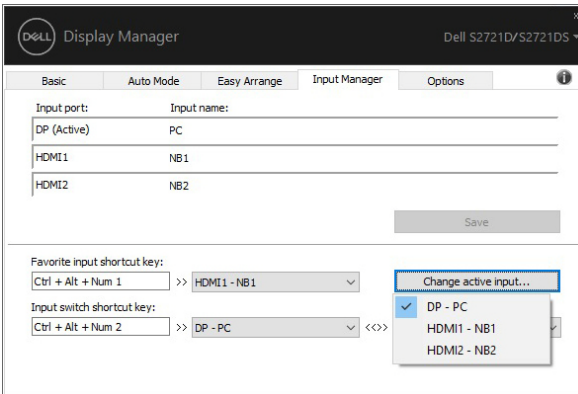 DELL Display Manager
Dell S2721D/S2721DS
Basic Auto Mode Easy Arrange Input Manager Options
Input port: Input name:
DP (Active) PC
HDMI1 NB1
HDMI2 NB2
Save
Favorite input shortcut key:
Ctrl + Alt + Num 1 >> HDMI1 - NB1 Change active input...
Input switch shortcut key:
Ctrl + Alt + Num 2 >> DP - PC <<>>
DP - PC
HDMI1 - NB1
HDMI2 - NB2